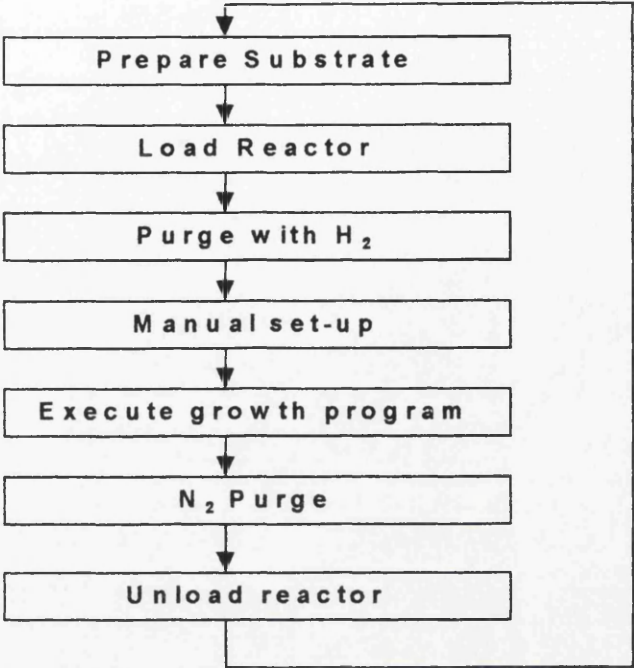 Prepare Substrate
Load Reactor
Purge with H₂
Manual set-up
Execute growth program
N₂ Purge
Unload reactor